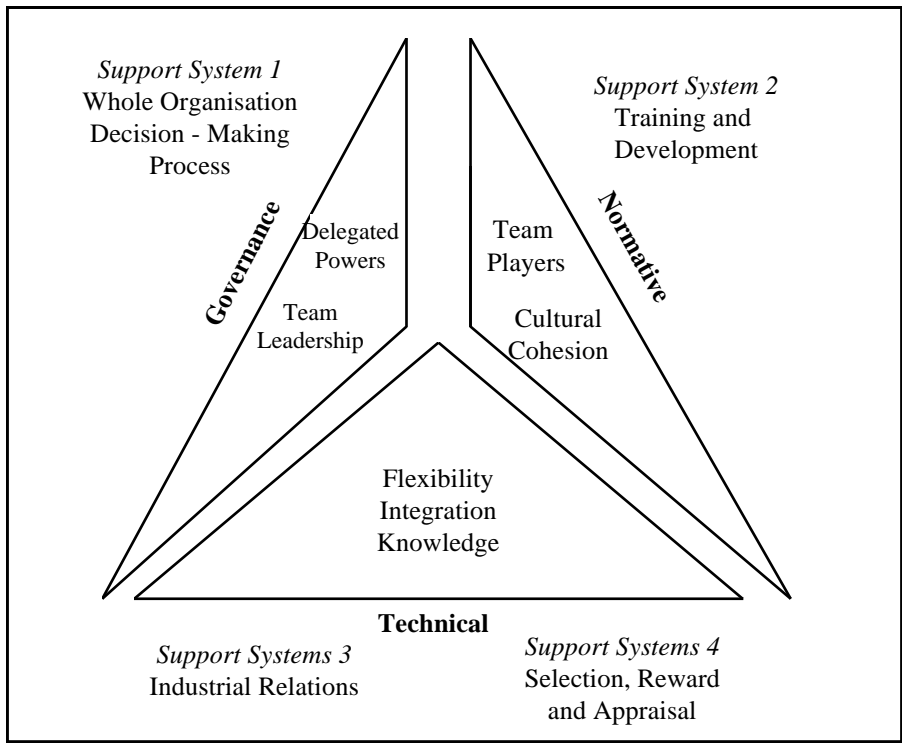 Support System 1
Whole Organisation
Decision - Making
Process
Support System 2
Training and
Development
Governance
Delegated
Powers
Team
Leadership
Team
Players
Cultural
Cohesion
Normative
Flexibility
Integration
Knowledge
Technical
Support Systems 3
Industrial Relations
Support Systems 4
Selection, Reward
and Appraisal